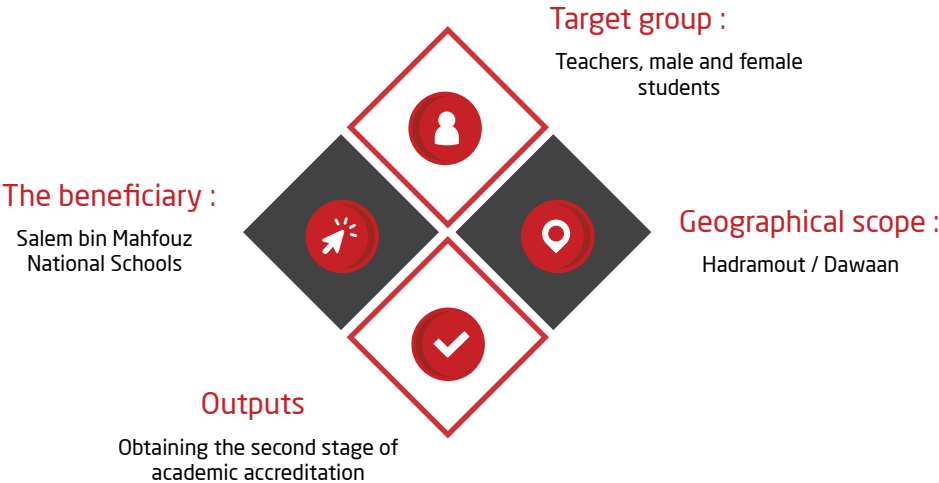 Target group :
Teachers, male and female
students
The beneficiary :
Salem bin Mahfouz
National Schools
Geographical scope :
Hadramout / Dawaan
Outputs
Obtaining the second stage of
academic accreditation